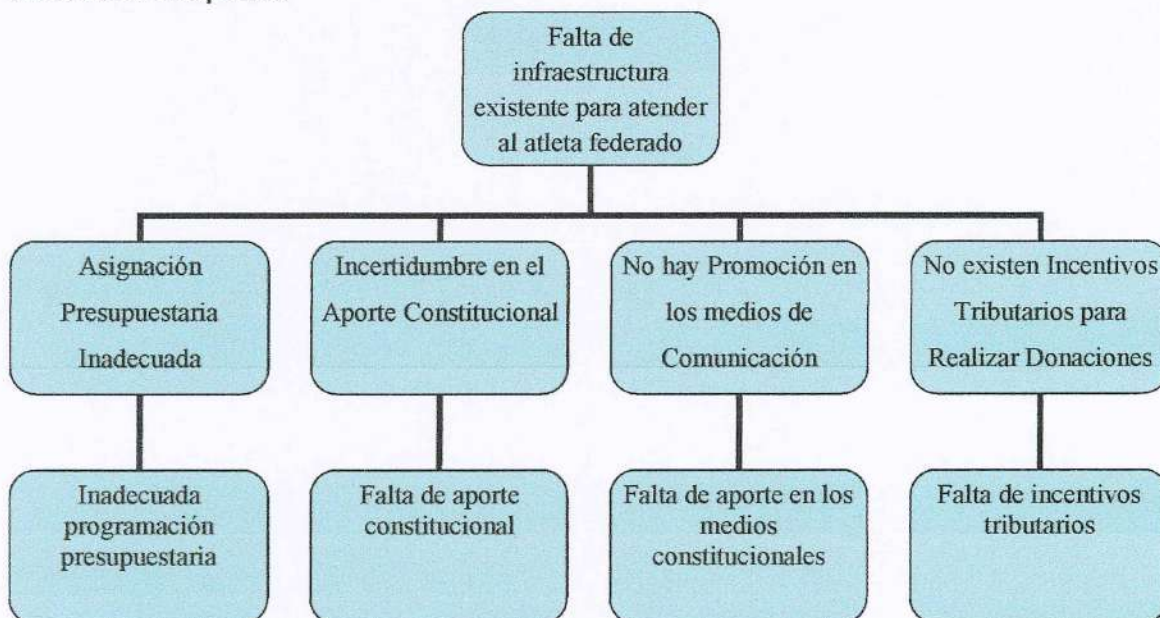 Falta de
infraestructura
existente para atender
al atleta federado
Asignación
Presupuestaria
Inadecuada
Incertidumbre en el
Aporte Constitucional
No hay Promoción en
los medios de
Comunicación
No existen Incentivos
Tributarios para
Realizar Donaciones
Inadecuada
programación
presupuestaria
Falta de aporte
constitucional
Falta de aporte en los
medios
constitucionales
Falta de incentivos
tributarios